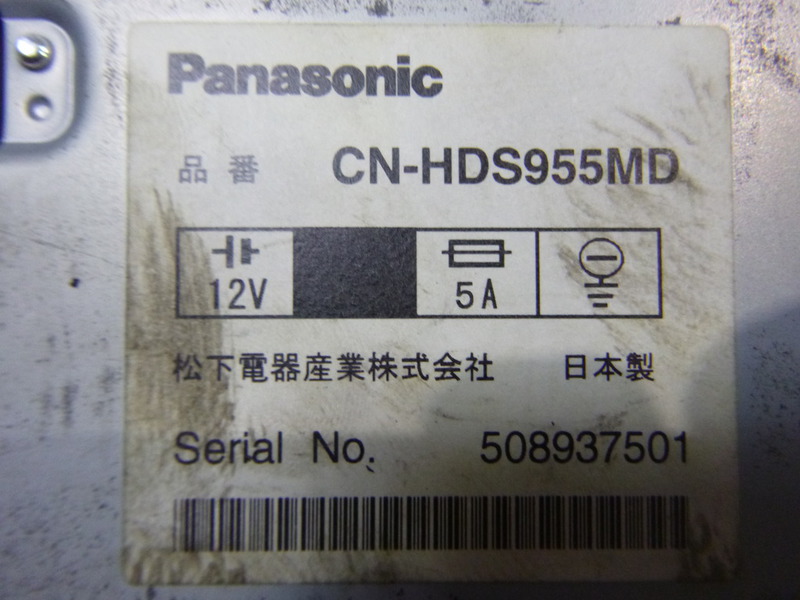 Panasonic
品番 CN-HDS955MD
12V 5A
松下電器産業株式会社 日本製
Serial No. 508937501